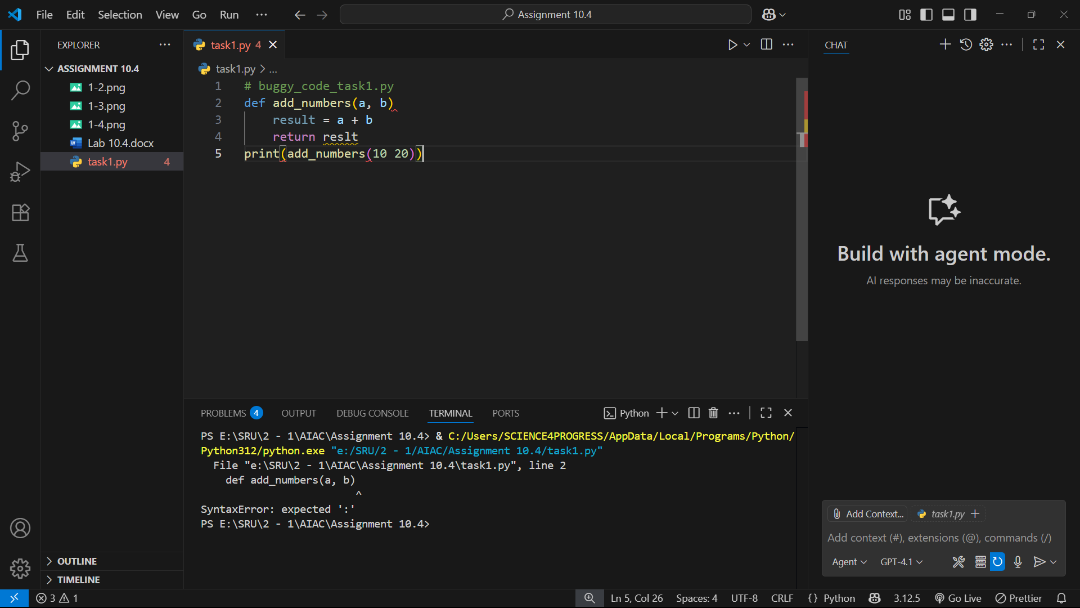 File Edit Selection View Go Run ··· Assignment 10.4
EXPLORER ···
ASSIGNMENT 10.4
1-2.png
1-3.png
1-4.png
Lab 10.4.docx
task1.py 4
OUTLINE
TIMELINE
task1.py 4
task1.py > ...
1 # buggy_code_task1.py
2 def add_numbers(a, b)
3 result = a + b
4 return reslt
5 print(add_numbers(10 20))
PROBLEMS 4 OUTPUT DEBUG CONSOLE TERMINAL PORTS Python
PS E:\SRU\2 - 1\AIAC\Assignment 10.4> & C:/Users/SCIENCE4PROGRESS/AppData/Local/Programs/Python/
Python312/python.exe "e:/SRU/2 - 1/AIAC/Assignment 10.4/task1.py"
File "e:\SRU\2 - 1\AIAC\Assignment 10.4\task1.py", line 2
def add_numbers(a, b)
^
SyntaxError: expected ':'
PS E:\SRU\2 - 1\AIAC\Assignment 10.4>
CHAT
Build with agent mode.
AI responses may be inaccurate.
Add Context... task1.py +
Add context (#), extensions (@), commands (/)
Agent GPT-4.1
3 1 Ln 5, Col 26 Spaces: 4 UTF-8 CRLF {} Python 3.12.5 Go Live Prettier